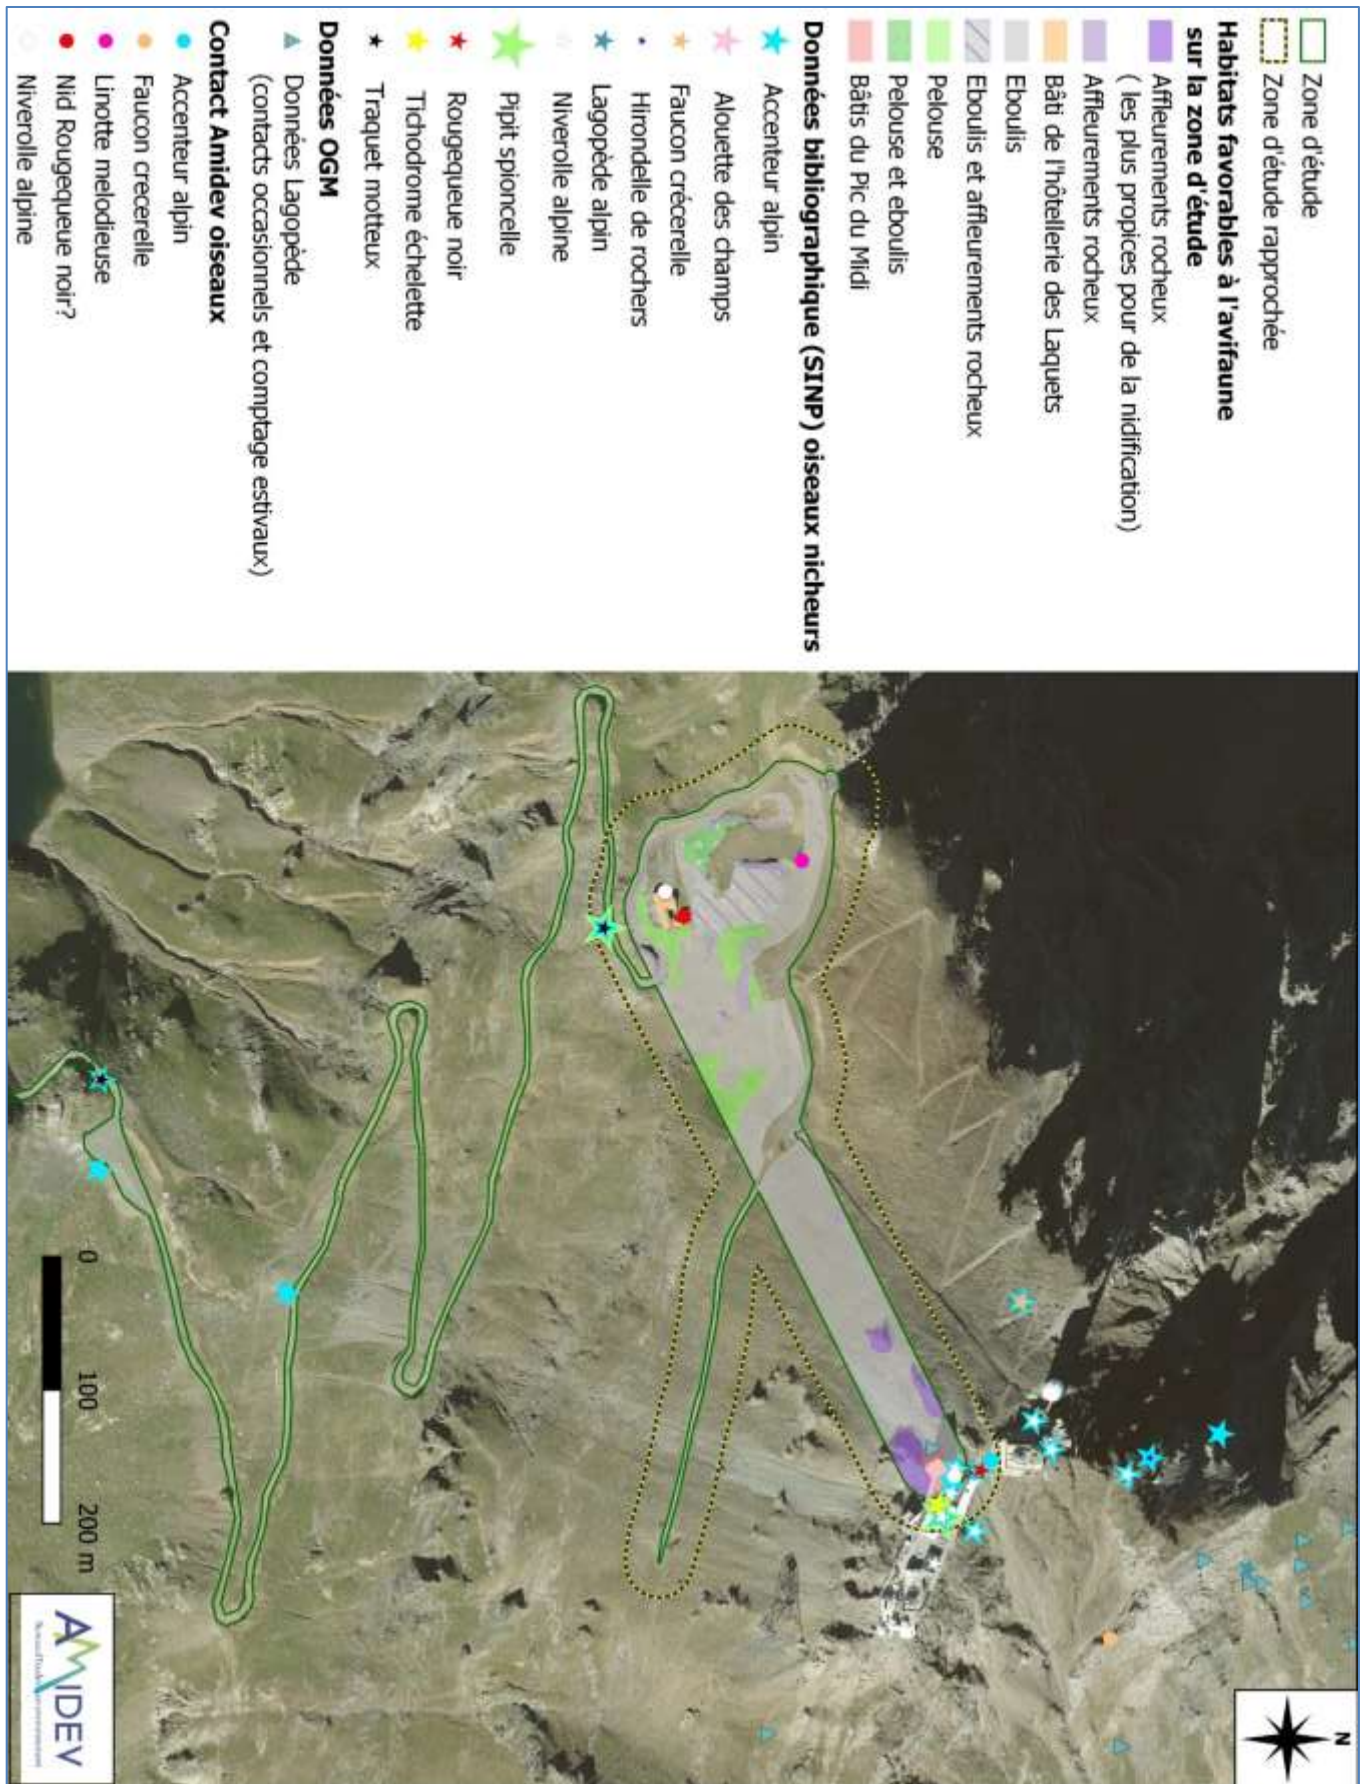 Zone d'étude
Zone d'étude rapprochée
Habitats favorables à l'avifaune
sur la zone d'étude
Affleurements rocheux
( les plus propices pour de la nidification)
Affleurements rocheux
Bâti de l'hôtellerie des Laquets
Eboulis
Eboulis et affleurements rocheux
Pelouse
Pelouse et eboulis
Bâtis du Pic du Midi
Données bibliographique (SINP) oiseaux nicheurs
Accenteur alpin
Alouette des champs
Faucon crécerelle
Hirondelle de rochers
Lagopède alpin
Niverolle alpine
Pipit spioncelle
Rougequeue noir
Tichodrome échelette
Traquet motteux
Données OGM
Données Lagopède
(contacts occasionnels et comptage estivaux)
Contact Amidev oiseaux
Accenteur alpin
Faucon crecerelle
Linotte melodieuse
Nid Rougequeue noir?
Niverolle alpine
N
0 100 200 m
AMIDEV